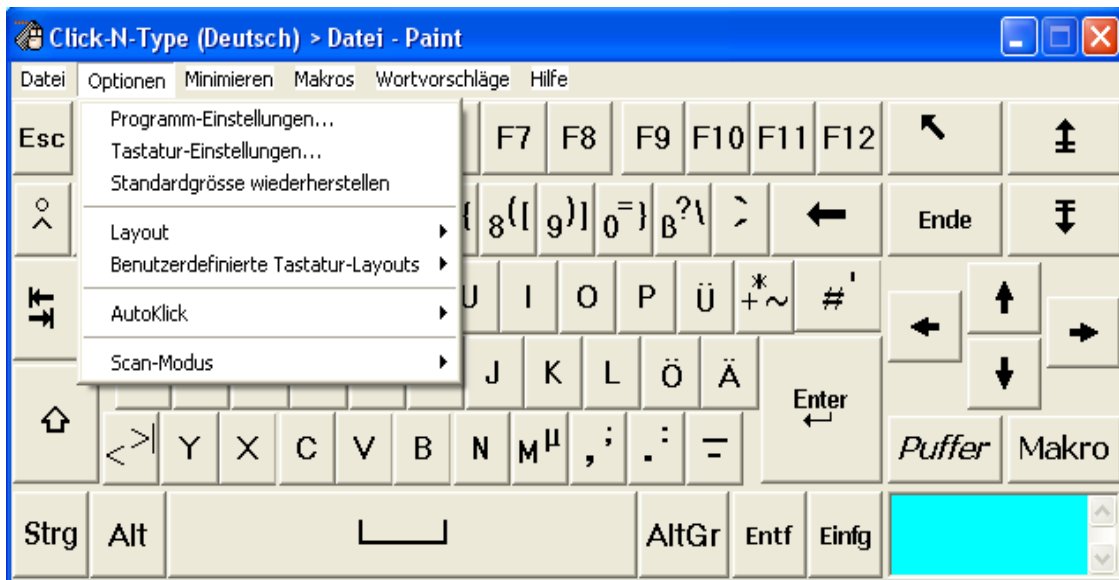 Click-N-Type (Deutsch) > Datei - Paint
Datei Optionen Minimieren Makros Wortvorschläge Hilfe
Programm-Einstellungen...
Tastatur-Einstellungen...
Standardgrösse wiederherstellen
Layout
Benutzerdefinierte Tastatur-Layouts
AutoKlick
Scan-Modus
Esc F7 F8 F9 F10 F11 F12
{ 8 ( [ 9 ) ] 0 = } ß ? \ Ende
U I O P Ü + * ~ # '
J K L Ö Ä Enter
< > | Y X C V B N M µ , ; . : - _ Puffer Makro
Strg Alt AltGr Entf Einfg